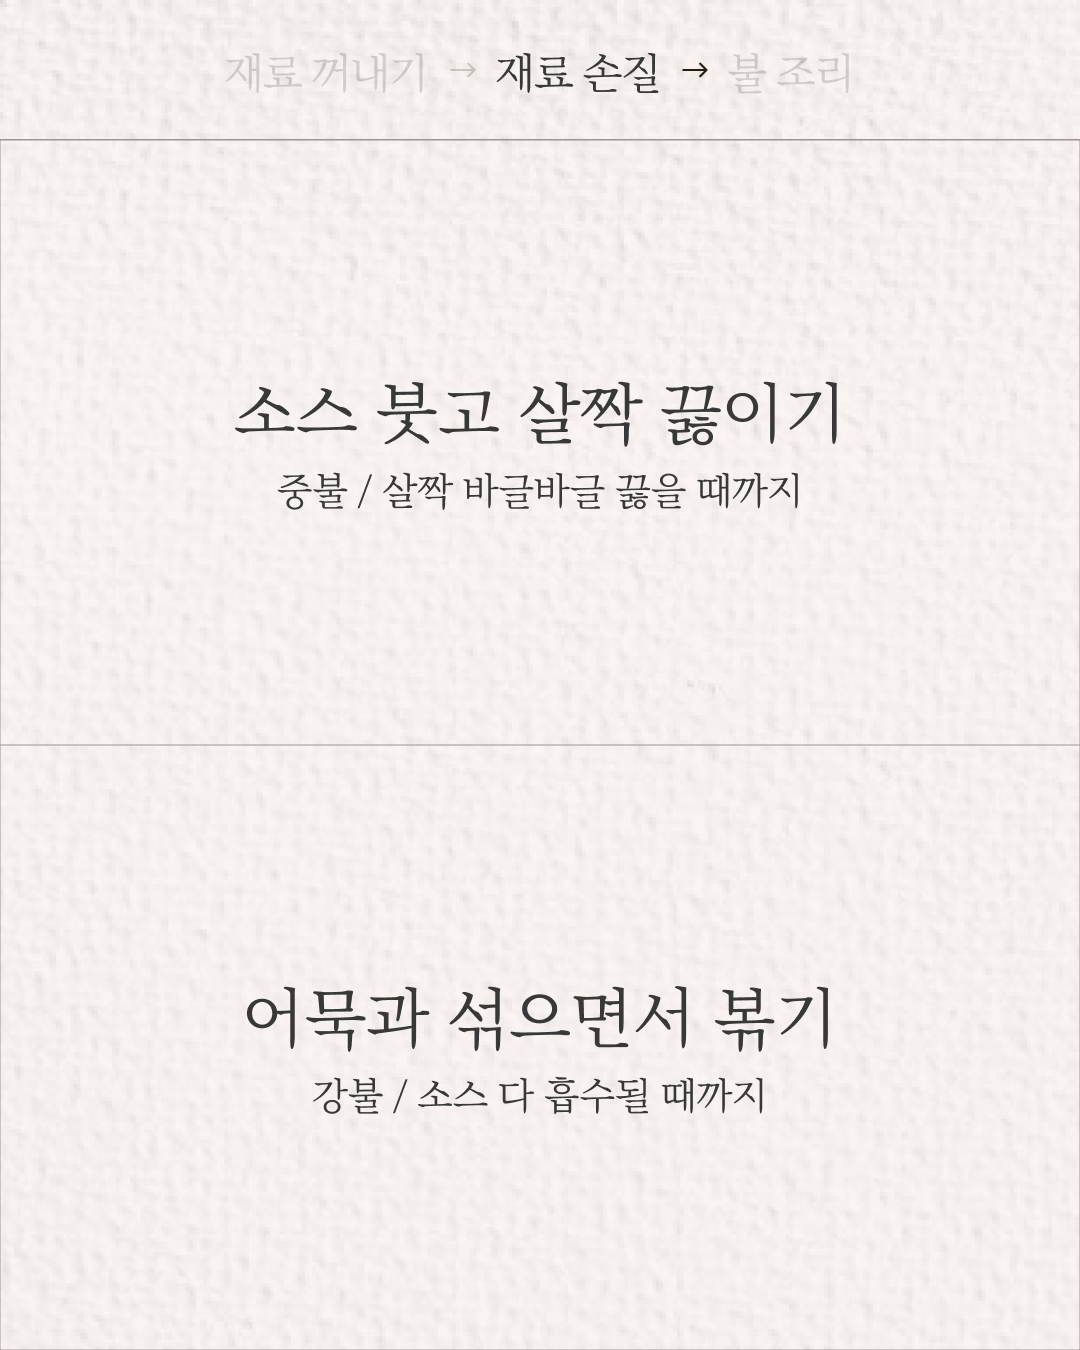 재료 꺼내기 → 재료 손질 → 불 조리
소스 붓고 살짝 끓이기
중불 / 살짝 바글바글 끓을 때까지
어묵과 섞으면서 볶기
강불 / 소스 다 흡수될 때까지